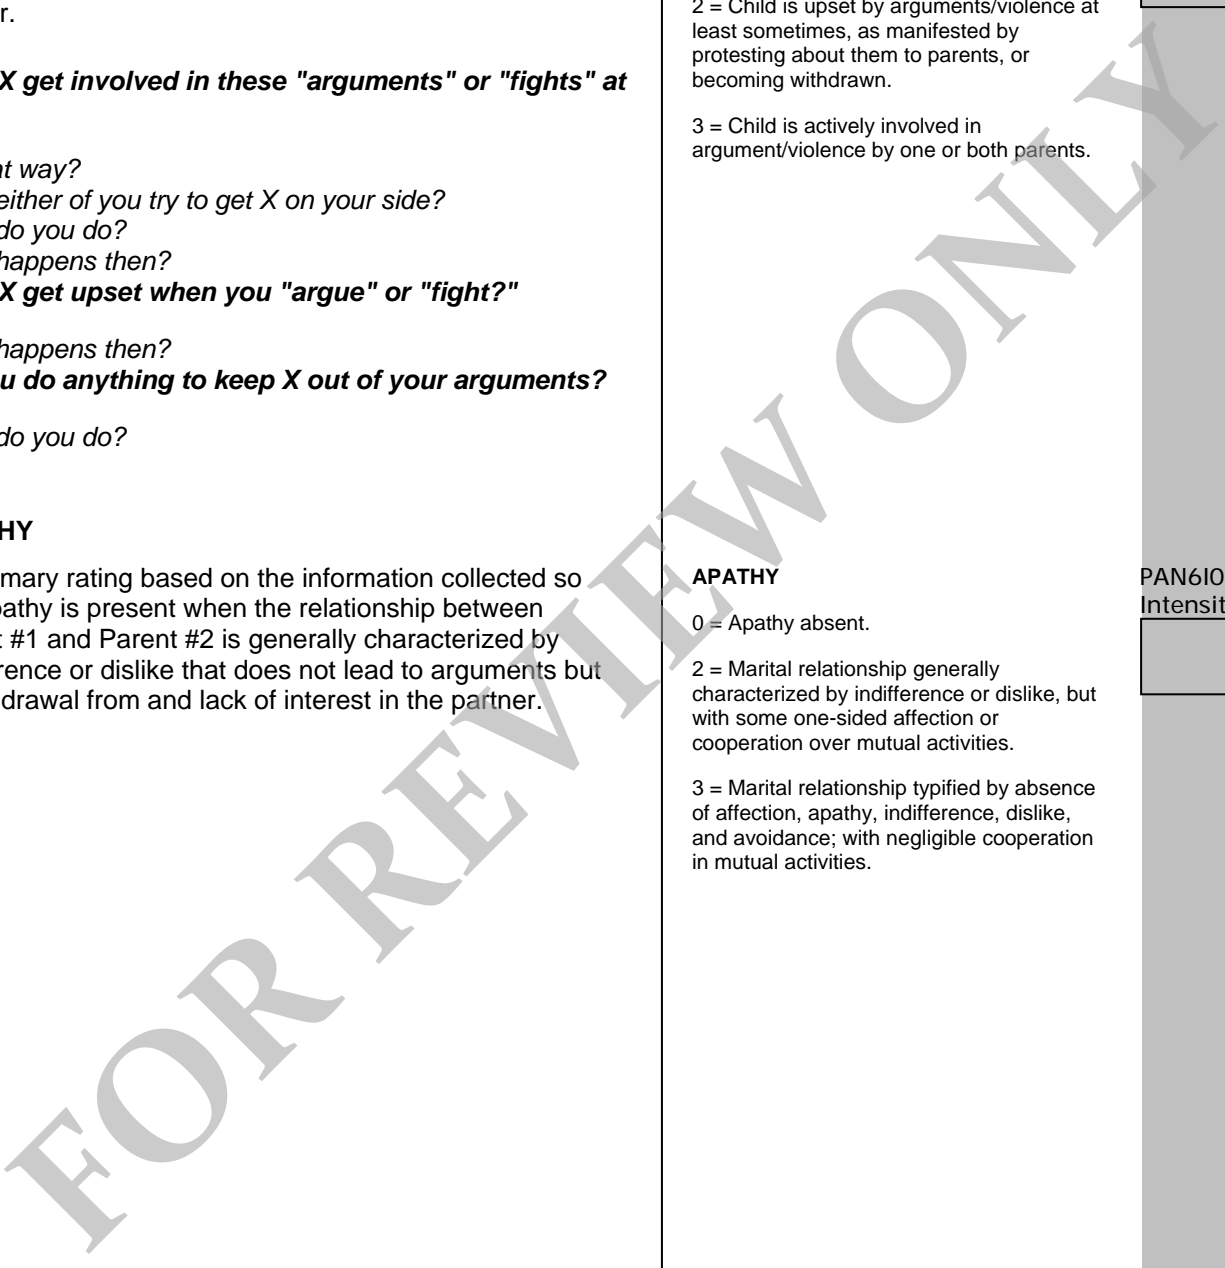 r.
X get involved in these "arguments" or "fights" at
t way?
either of you try to get X on your side?
do you do?
happens then?
X get upset when you "argue" or "fight?"
happens then?
u do anything to keep X out of your arguments?
do you do?
HY
mary rating based on the information collected so
pathy is present when the relationship between
t #1 and Parent #2 is generally characterized by
rence or dislike that does not lead to arguments but
drawal from and lack of interest in the partner.
2 = Child is upset by arguments/violence at
least sometimes, as manifested by
protesting about them to parents, or
becoming withdrawn.
3 = Child is actively involved in
argument/violence by one or both parents.
APATHY
0 = Apathy absent.
2 = Marital relationship generally
characterized by indifference or dislike, but
with some one-sided affection or
cooperation over mutual activities.
3 = Marital relationship typified by absence
of affection, apathy, indifference, dislike,
and avoidance; with negligible cooperation
in mutual activities.
PAN6I0
Intensit
FOR REVIEW ONLY